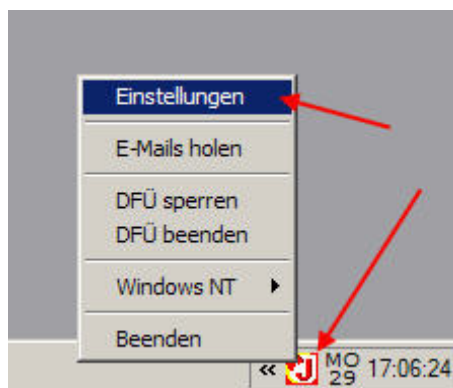 Einstellungen
E-Mails holen
DFÜ sperren
DFÜ beenden
Windows NT
Beenden
« J MO 17:06:24
29